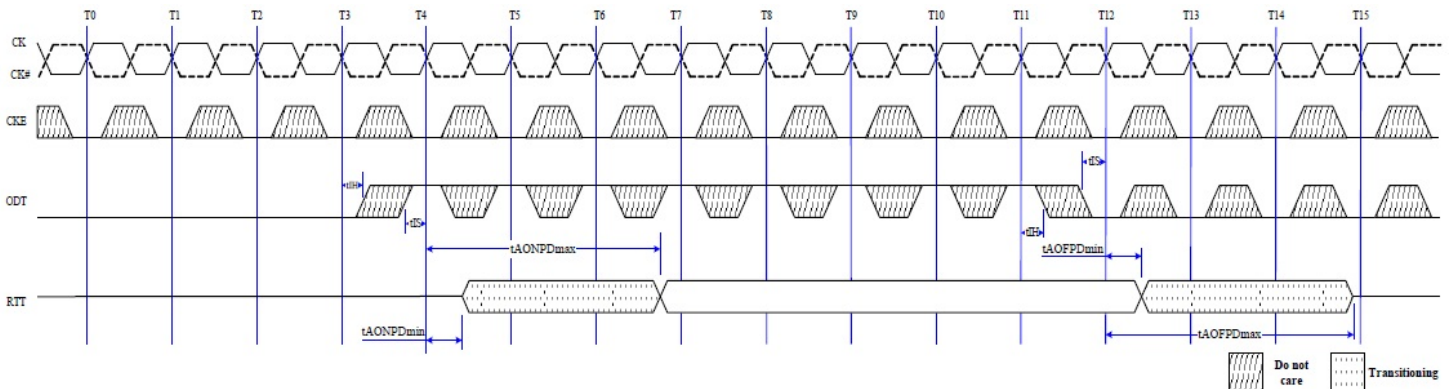 T0 T1 T2 T3 T4 T5 T6 T7 T8 T9 T10 T11 T12 T13 T14 T15
CK
CK#
CKE
tIS
tIH
ODT
tIS
tIH
tAONPDmax
tAOFPDmin
RTT
tAONPDmin
tAOFPDmax
Do not
care
Transitioning